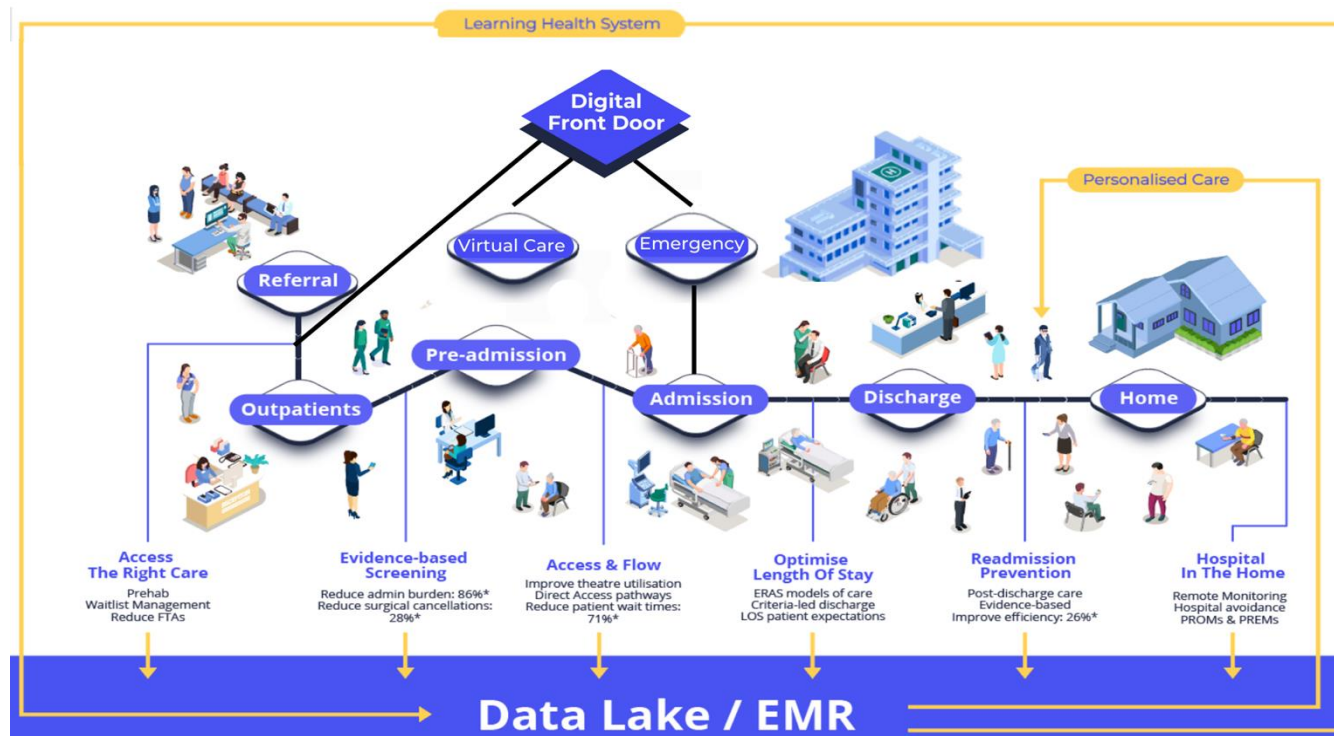 Learning Health System
Digital
Front Door
Personalised Care
Virtual Care
Emergency
Referral
Pre-admission
Outpatients
Admission
Discharge
Home
Access
The Right Care
Prehab
Waitlist Management
Reduce FTAs
Evidence-based
Screening
Reduce admin burden: 86%*
Reduce surgical cancellations:
28%*
Access & Flow
Improve theatre utilisation
Direct Access pathways
Reduce patient wait times:
71%*
Optimise
Length Of Stay
ERAS models of care
Criteria-led discharge
LOS patient expectations
Readmission
Prevention
Post-discharge care
Evidence-based
Improve efficiency: 26%*
Hospital
In The Home
Remote Monitoring
Hospital avoidance
PROMs & PREMs
Data Lake / EMR